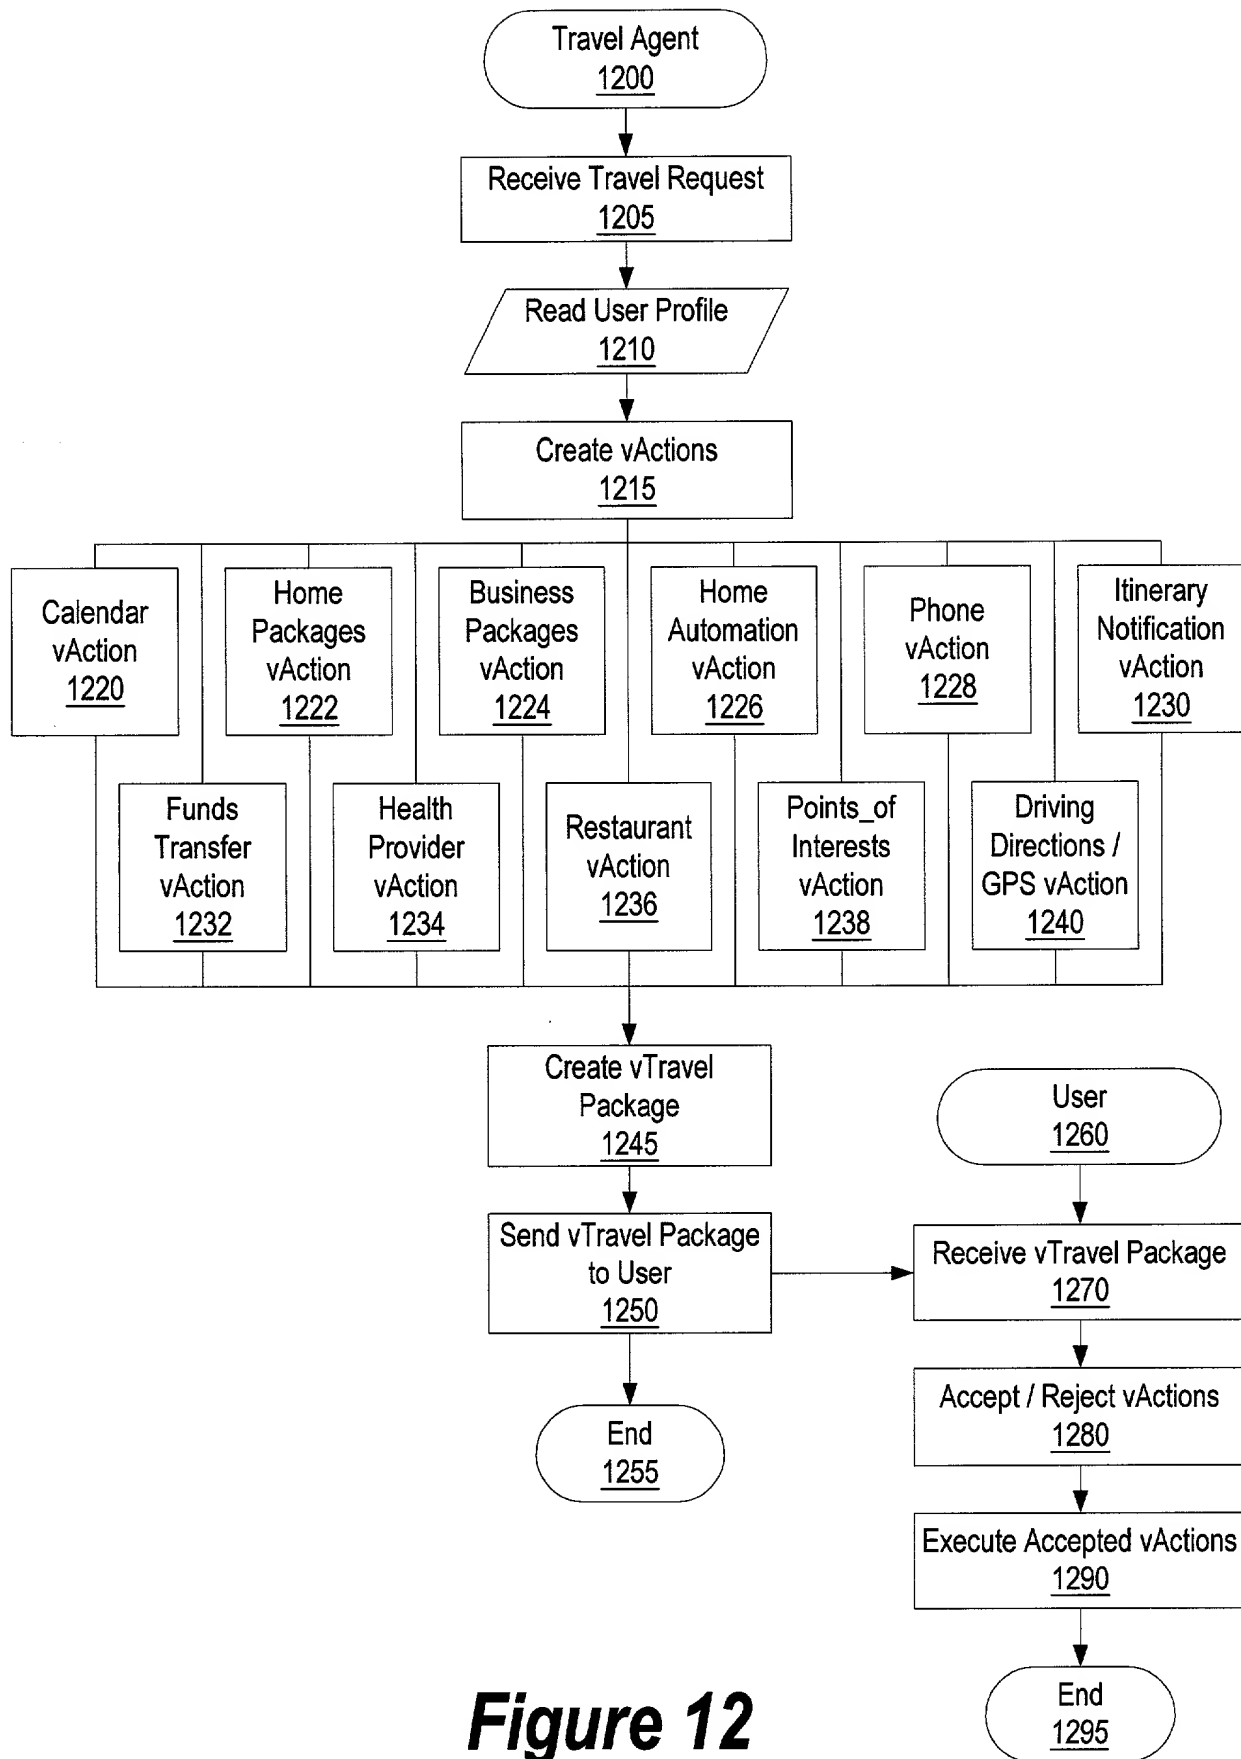 Travel Agent
1200
Receive Travel Request
1205
Read User Profile
1210
Create vActions
1215
Calendar
vAction
1220
Home
Packages
vAction
1222
Business
Packages
vAction
1224
Home
Automation
vAction
1226
Phone
vAction
1228
Itinerary
Notification
vAction
1230
Funds
Transfer
vAction
1232
Health
Provider
vAction
1234
Restaurant
vAction
1236
Points_of
Interests
vAction
1238
Driving
Directions /
GPS vAction
1240
Create vTravel
Package
1245
Send vTravel Package
to User
1250
End
1255
User
1260
Receive vTravel Package
1270
Accept / Reject vActions
1280
Execute Accepted vActions
1290
End
1295
Figure 12